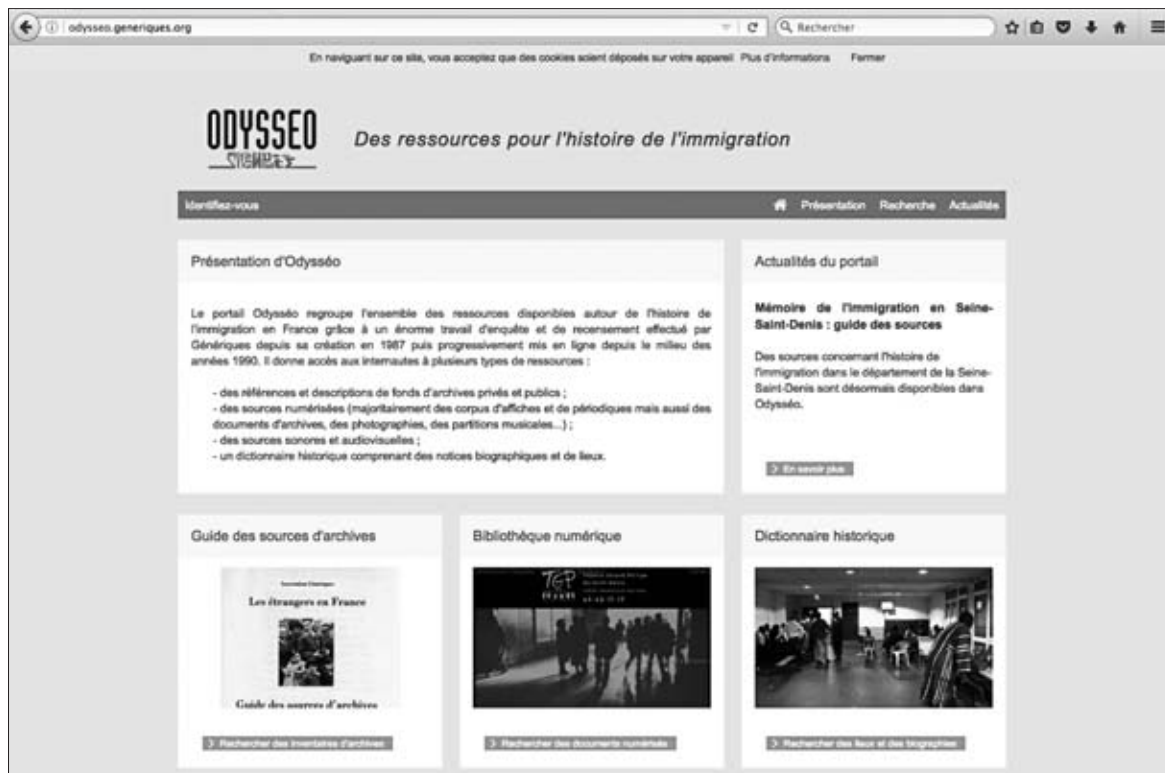 odysseo.generiques.org
Rechercher
En naviguant sur ce site, vous acceptez que des cookies soient déposés sur votre appareil. Plus d'informations Fermer
ODYSSEO
Des ressources pour l'histoire de l'immigration
Identifiez-vous
Présentation Recherche Actualités
Présentation d'Odysséo
Le portail Odysséo regroupe l'ensemble des ressources disponibles autour de l'histoire de
l'immigration en France grâce à un énorme travail d'enquête et de recensement effectué par
Génériques depuis sa création en 1987 puis progressivement mis en ligne depuis le milieu des
années 1990. Il donne accès aux internautes à plusieurs types de ressources :
- des références et descriptions de fonds d'archives privés et publics ;
- des sources numérisées (majoritairement des corpus d'affiches et de périodiques mais aussi des
documents d'archives, des photographies, des partitions musicales...) ;
- des sources sonores et audiovisuelles ;
- un dictionnaire historique comprenant des notices biographiques et de lieux.
Actualités du portail
Mémoire de l'immigration en Seine-
Saint-Denis : guide des sources
Des sources concernant l'histoire de
l'immigration dans le département de la Seine-
Saint-Denis sont désormais disponibles dans
Odysséo.
> En savoir plus
Guide des sources d'archives
Les étrangers en France
Guide des sources d'archives
> Rechercher des inventaires d'archives
Bibliothèque numérique
TGP
> Rechercher des documents numérisés
Dictionnaire historique
> Rechercher des lieux et des biographies